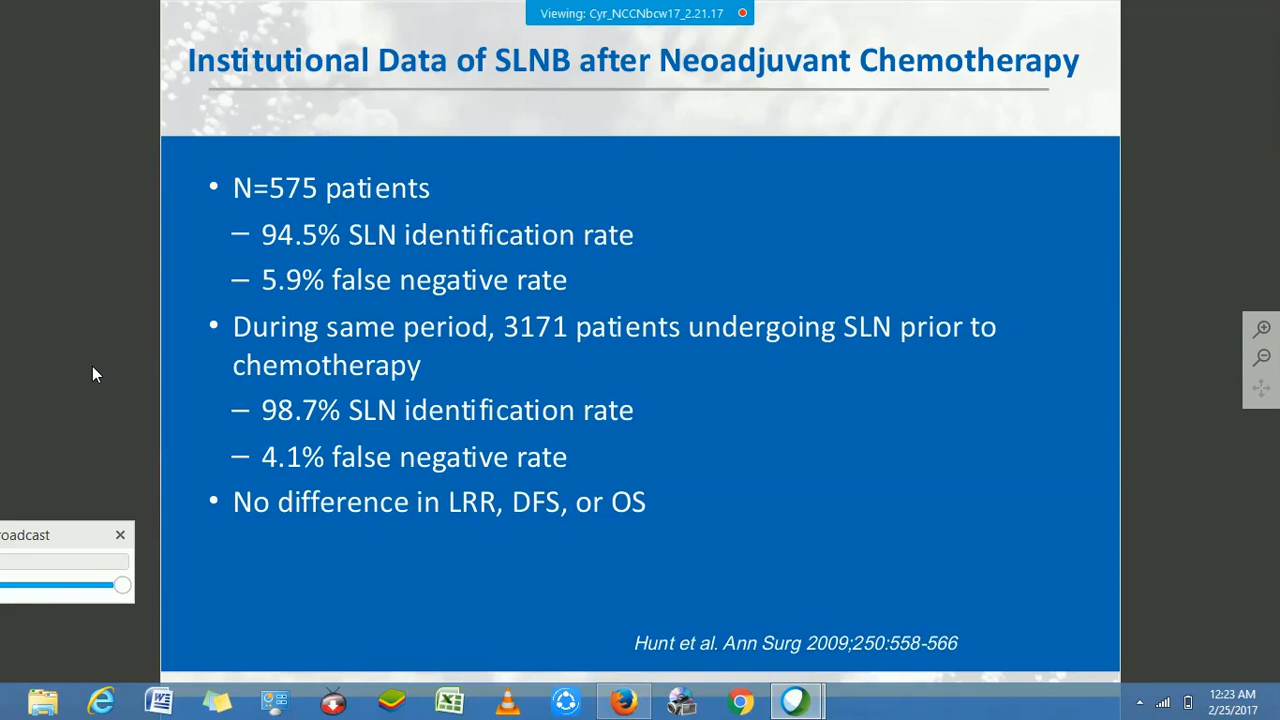 Viewing: Cyr_NCCNbcw17_2.21.17
Institutional Data of SLNB after Neoadjuvant Chemotherapy
• N=575 patients
– 94.5% SLN identification rate
– 5.9% false negative rate
• During same period, 3171 patients undergoing SLN prior to
chemotherapy
– 98.7% SLN identification rate
– 4.1% false negative rate
• No difference in LRR, DFS, or OS
roadcast
Hunt et al. Ann Surg 2009;250:558-566
12:23 AM
2/25/2017